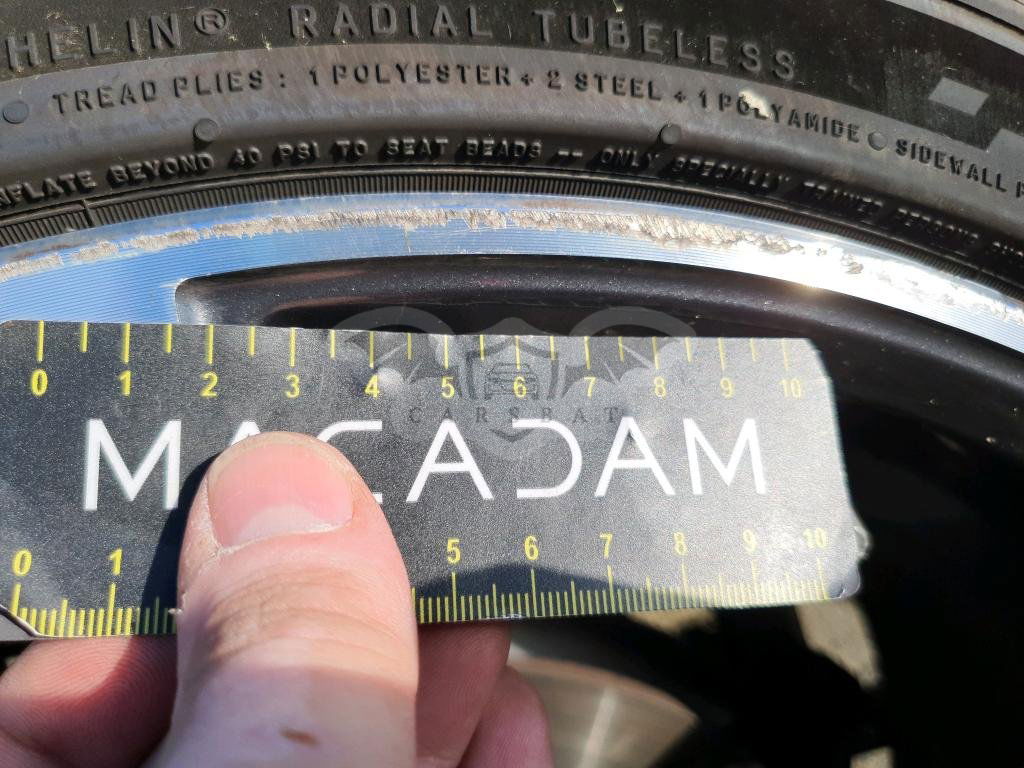 HELIN® RADIAL TUBELESS
TREAD PLIES : 1 POLYESTER + 2 STEEL + 1 POLYAMIDE SIDEWALL
NFLATE BEYOND 40 PSI TO SEAT BEADS -- ONLY SPECIALLY TRAINED PERSONS
0 1 2 3 4 5 6 7 8 9 10
CARSBAT
MACADAM
0 1 5 6 7 8 9 10